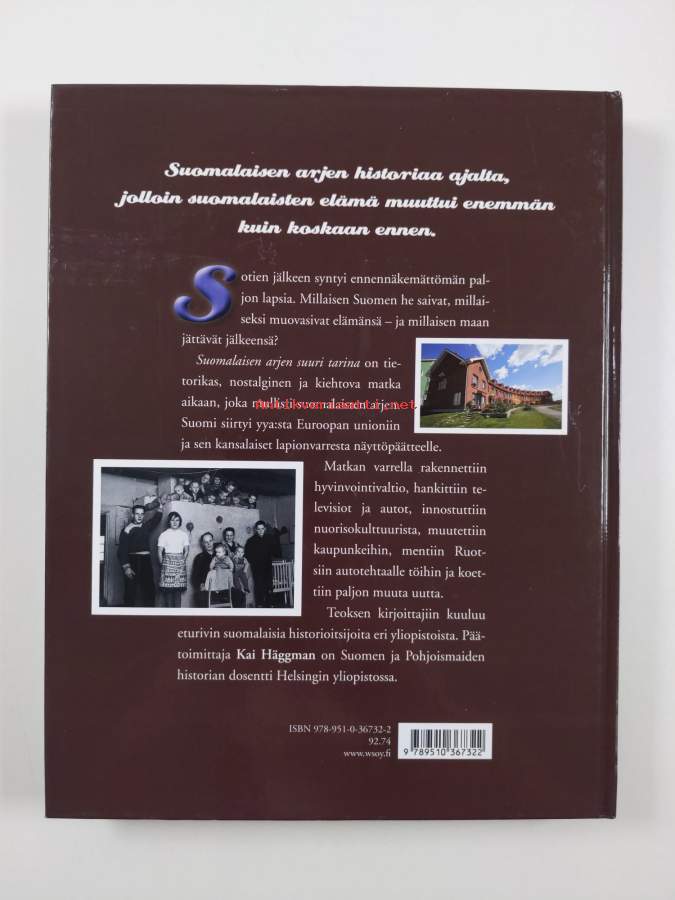 Suomalaisen arjen historiaa ajalta,
jolloin suomalaisten elämä muuttui enemmän
kuin koskaan ennen.
Sotien jälkeen syntyi ennennäkemättömän pal-
jon lapsia. Millaisen Suomen he saivat, millai-
seksi muovasivat elämänsä – ja millaisen maan
jättävät jälkeensä?
Suomalaisen arjen suuri tarina on tie-
torikas, nostalginen ja kiehtova matka
aikaan, joka mullisti suomalaisen arjen.
Antikvariaatti.net
Suomi siirtyi yya:sta Euroopan unioniin
ja sen kansalaiset lapionvarresta näyttöpäätteelle.
Matkan varrella rakennettiin
hyvinvointivaltio, hankittiin te-
levisiot ja autot, innostuttiin
nuorisokulttuurista, muutettiin
kaupunkeihin, mentiin Ruot-
siin autotehtaalle töihin ja koet-
tiin paljon muuta uutta.
Teoksen kirjoittajiin kuuluu
eturivin suomalaisia historioitsijoita eri yliopistoista. Pää-
toimittaja Kai Häggman on Suomen ja Pohjoismaiden
historian dosentti Helsingin yliopistossa.
ISBN 978-951-0-36732-2
92.74
www.wsoy.fi
9 789510 367322